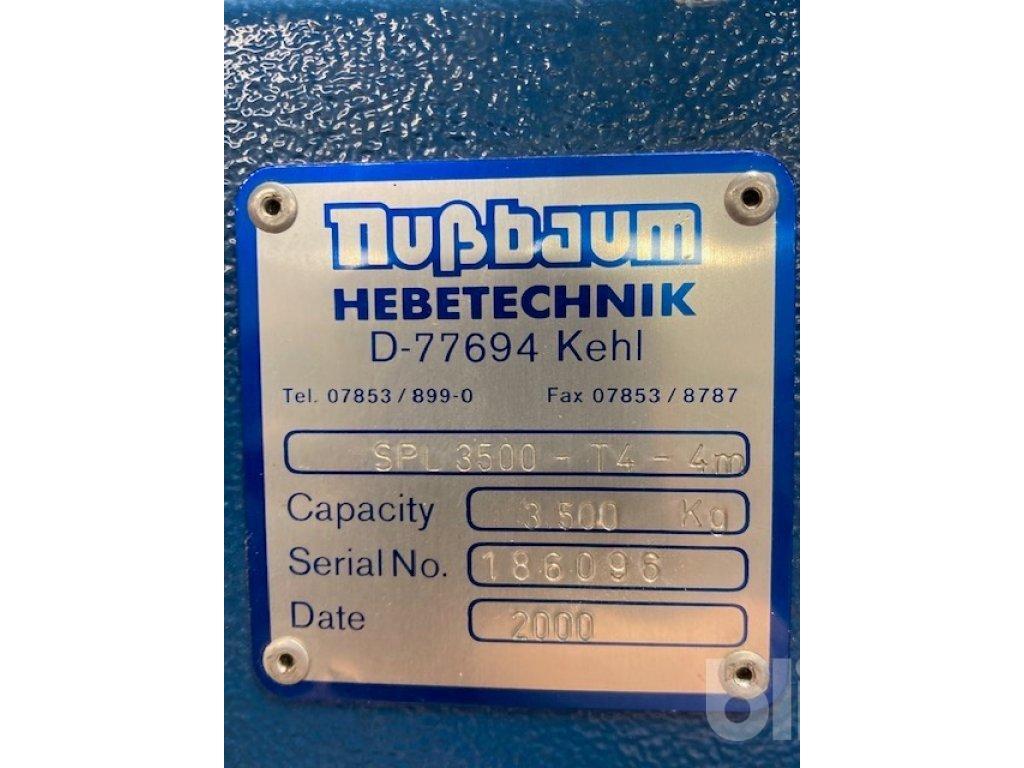 Nußbaum
HEBETECHNIK
D-77694 Kehl
Tel. 07853/899-0 Fax 07853/8787
SPL 3500 - T4 - 4m
Capacity 3.500 Kg
Serial No. 186096
Date 2000